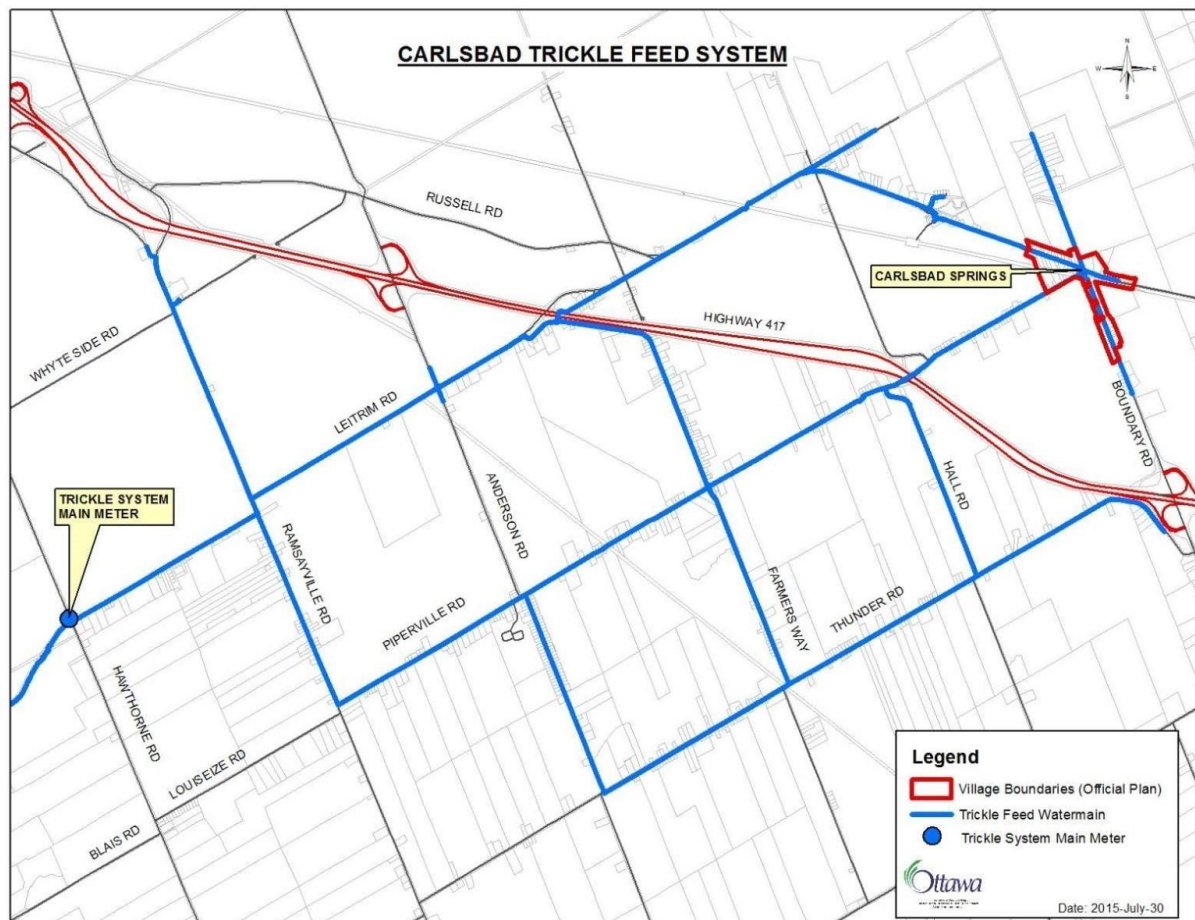 CARLSBAD TRICKLE FEED SYSTEM
N
W E
S
RUSSELL RD
CARLSBAD SPRINGS
HIGHWAY 417
WHYTE SIDE RD
LEITRIM RD
BOUNDARY RD
TRICKLE SYSTEM
MAIN METER
ANDERSON RD
HALL RD
RAMSAYVILLE RD
PIPERVILLE RD
FARMERS WAY
THUNDER RD
HAWTHORNE RD
LOUISEIZE RD
BLAIS RD
Legend
Village Boundaries (Official Plan)
Trickle Feed Watermain
Trickle System Main Meter
Ottawa
Date: 2015-July-30